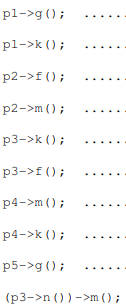 p1->g(); ......
p1->k(); ......
p2->f(); ......
p2->m(); ......
p3->k(); ......
p3->f(); ......
p4->m(); ......
p4->k(); ......
p5->g(); ......
(p3->n())->m();